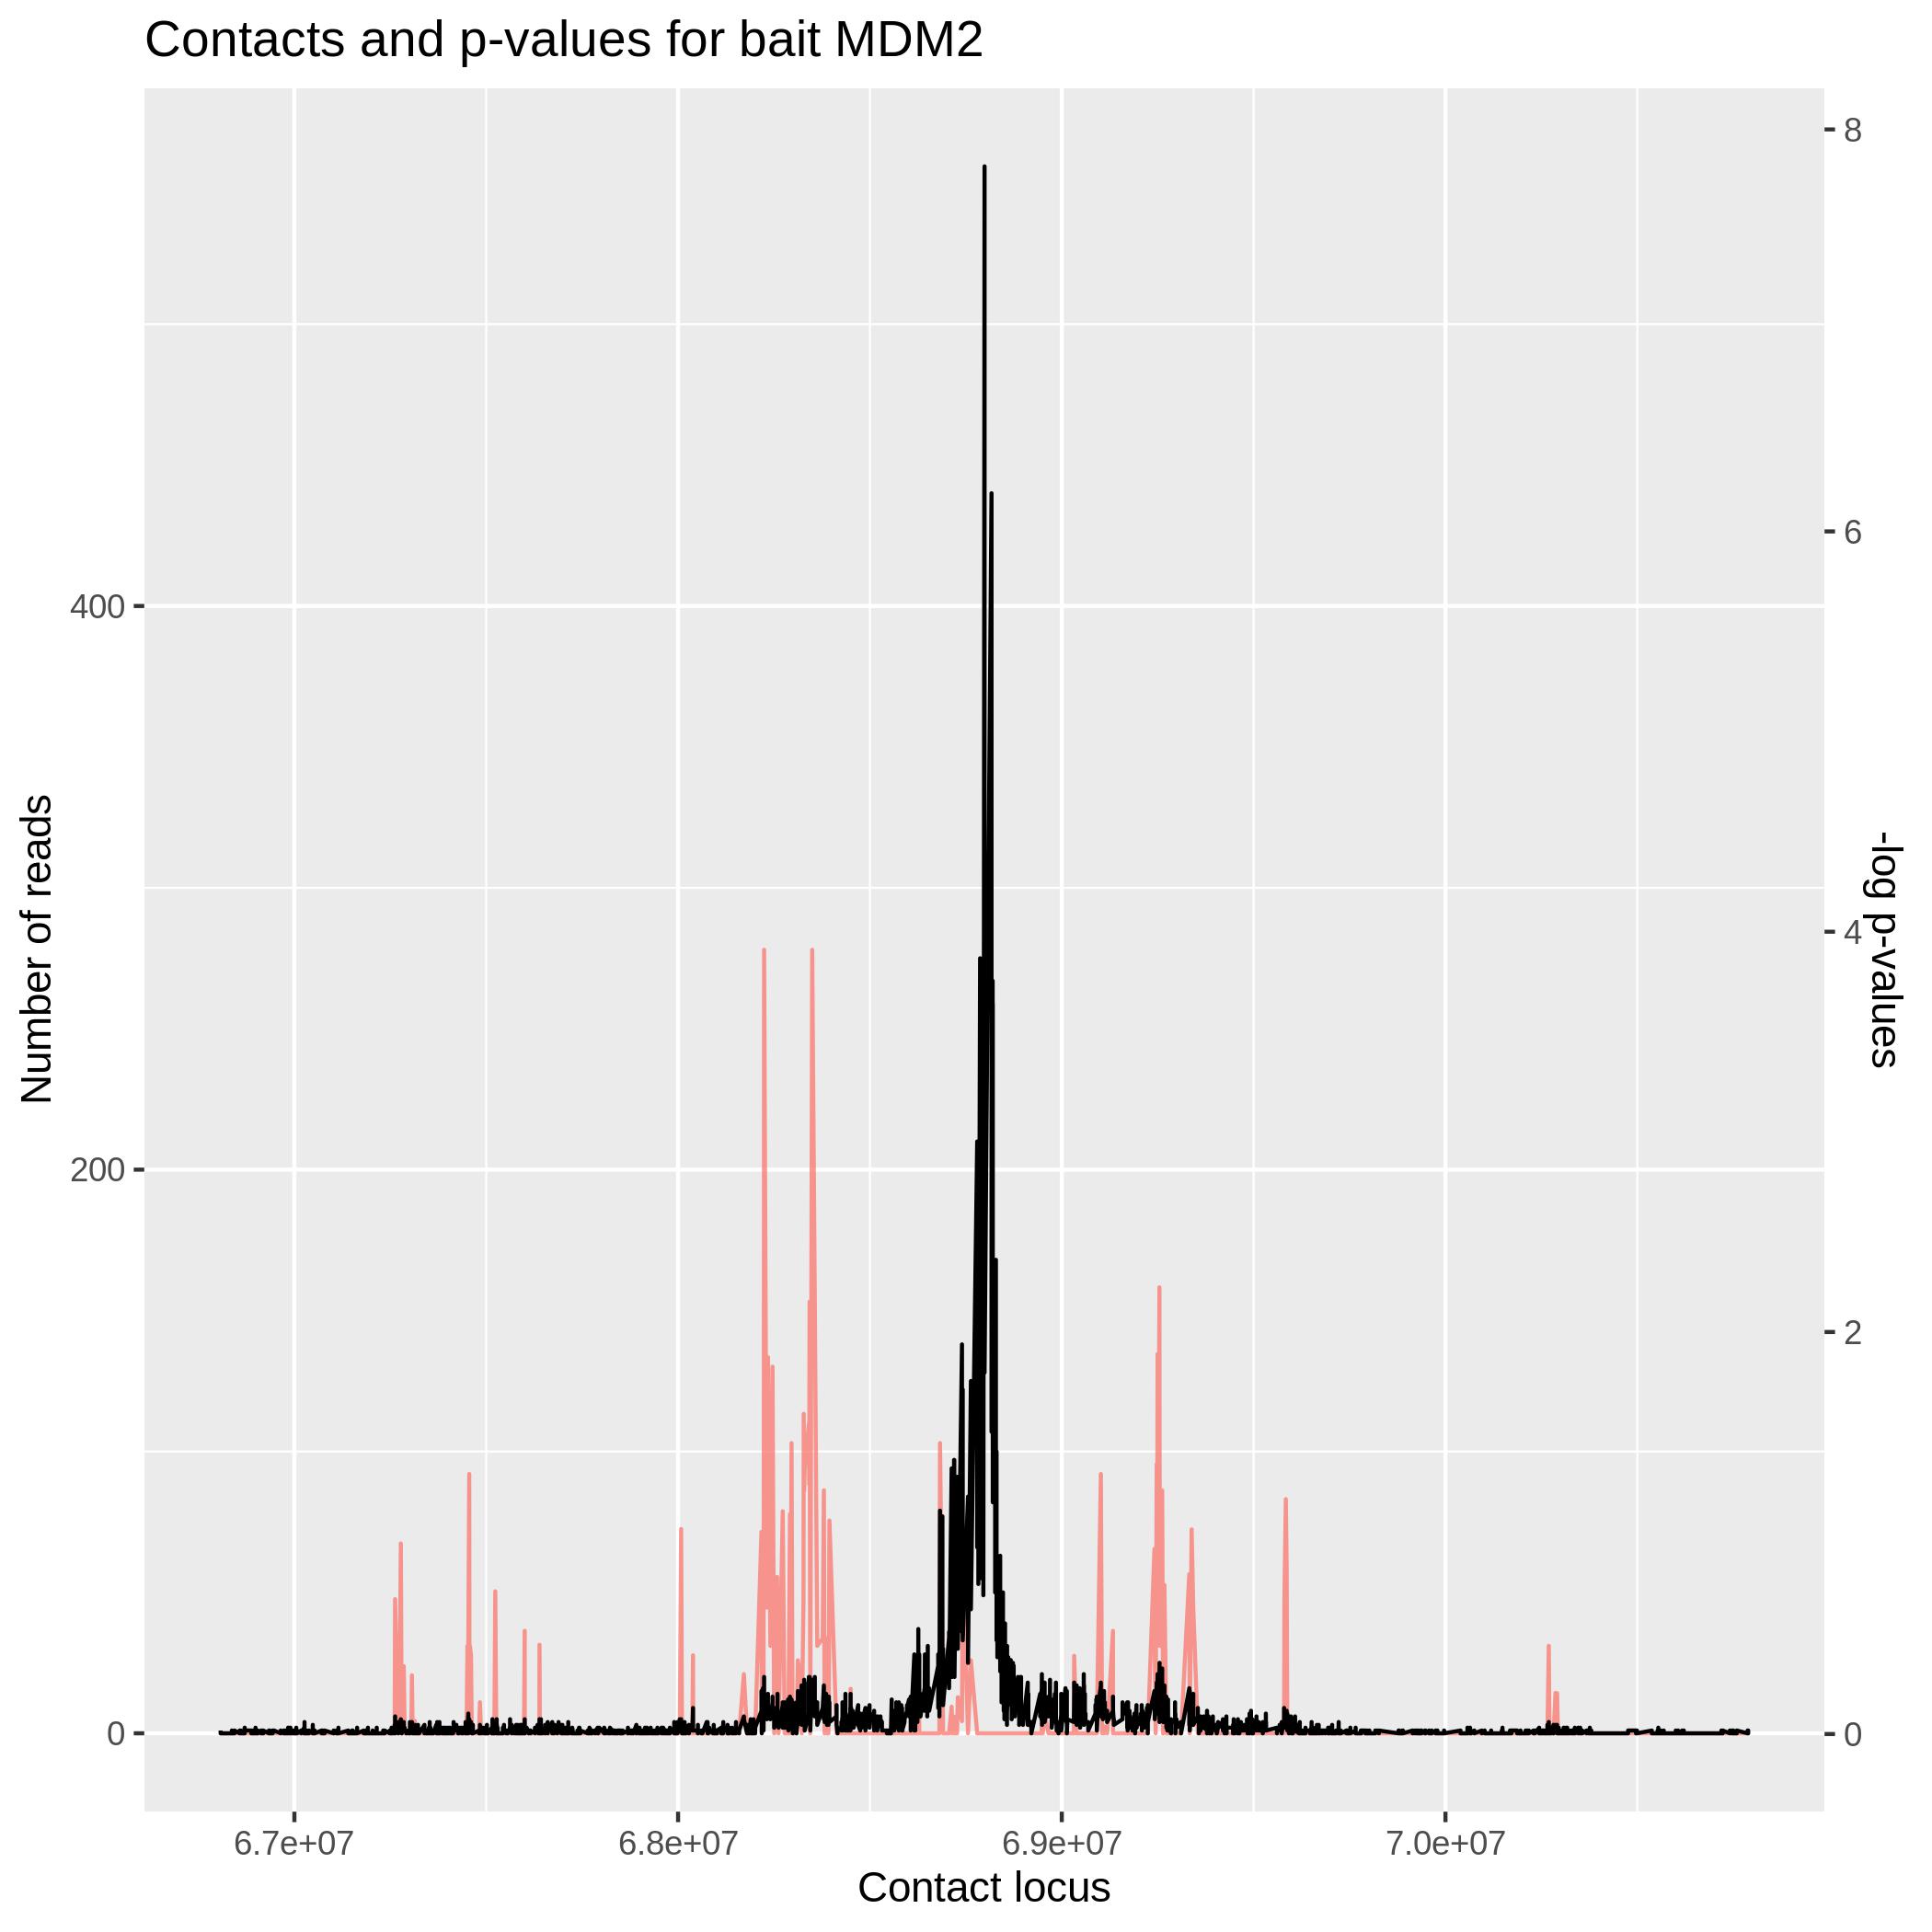 Contacts and p-values for bait MDM2
8
6
400
Number of reads
-log p-values
4
200
2
0
0
6.7e+07
6.8e+07
6.9e+07
7.0e+07
Contact locus